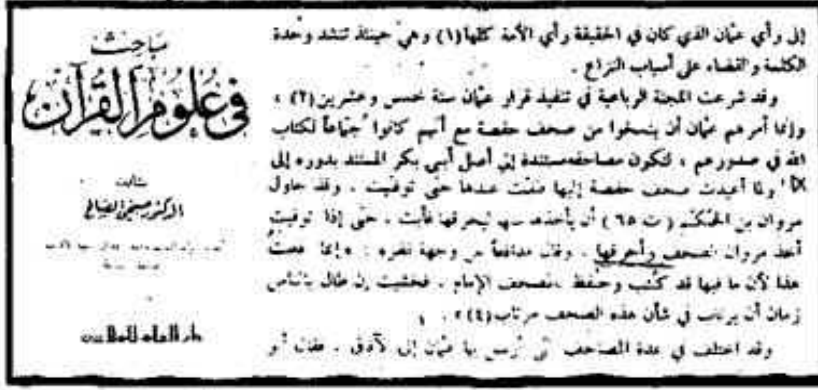 مباحث
في علوم القرآن
تأليف
الدكتور صبحي الصالح
دار العلم للملايين
إلى رأي عثمان الذي كان في الحقيقة رأي الأمة كلها (١) وهي حينئذ تنشد وحدة
الكلمة والقضاء على أسباب النزاع .
وقد شرعت اللجنة الرباعية في تنفيذ قرار عثمان سنة خمس وعشرين (٢) ،
وإنما أمرهم عثمان أن ينسخوا من صحف حفصة مع أنهم كانوا جماعاً لكتاب
الله في صدورهم ، لتكون مصاحفه مستندة إلى أصل أبي بكر المستند بدوره إلى
ولما أعيدت صحف حفصة إليها ظلت عندها حتى توفيت . وقد حاول
مروان بن الحكم ( ت ٦٥ ) أن يأخذها منها ليحرقها فأبت . حتى إذا توفيت
أخذ مروان الصحف وأحرقها . وقال مدافعاً عن وجهة نظره : « إنما فعلت
هذا لأن ما فيها قد كتب وحفظ بالمصحف الإمام . فخشيت إن طال بالناس
زمان أن يرتاب في شأن هذه الصحف مرتاب (٤) » .
وقد اختلف في عدة المصاحف التي أرسل بها عثمان إلى الآفاق . فقال أبو